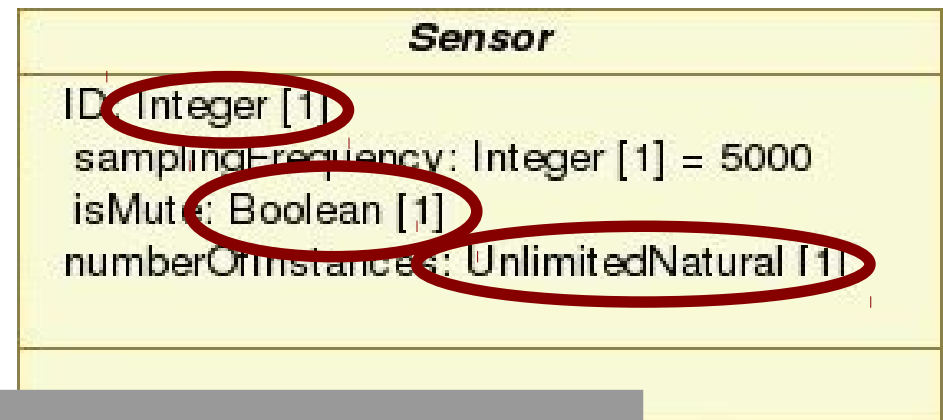 Sensor
ID: Integer [1]
samplingFrequency: Integer [1] = 5000
isMute: Boolean [1]
numberOfInstances: UnlimitedNatural [1]